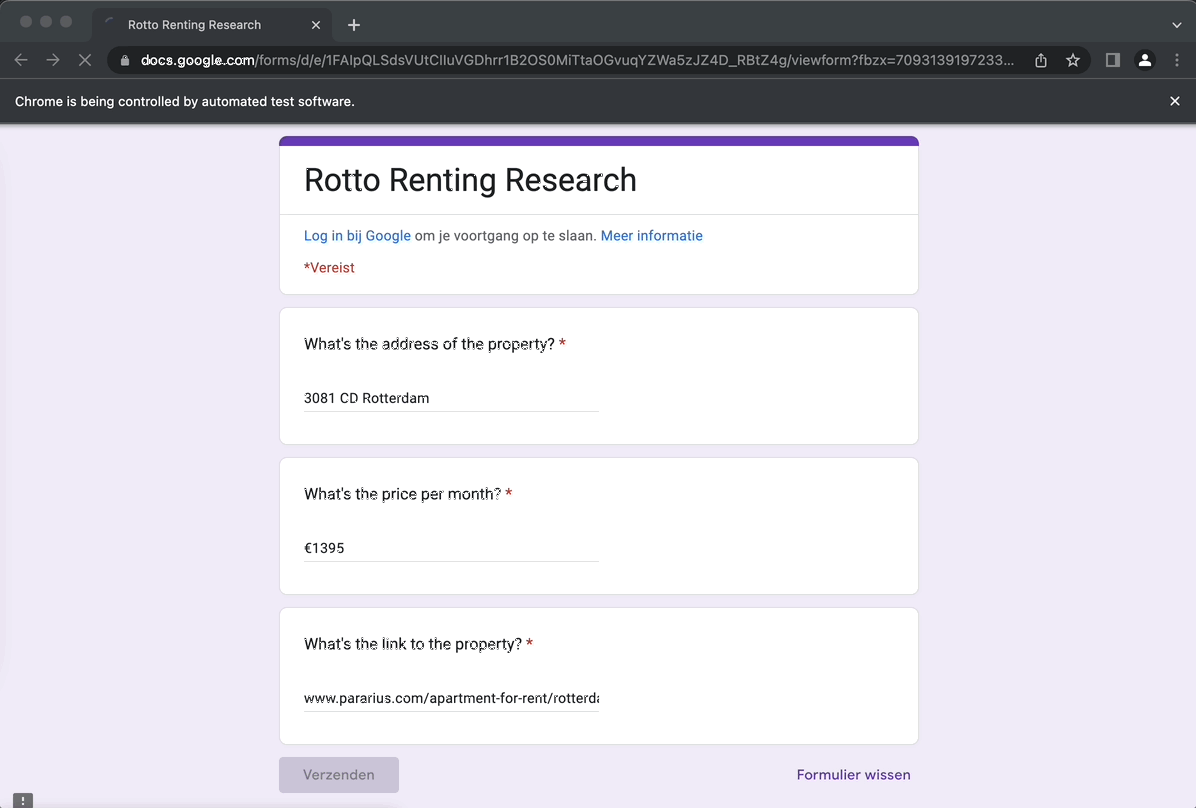 Rotto Renting Research
docs.google.com/forms/d/e/1FAIpQLSdsVUtCIluVGDhrr1B2OS0MiTtaOGvuqYZWa5zJZ4D_RBtZ4g/viewform?fbzx=7093139197233...
Chrome is being controlled by automated test software.
Rotto Renting Research
Log in bij Google om je voortgang op te slaan. Meer informatie
*Vereist
What's the address of the property? *
3081 CD Rotterdam
What's the price per month? *
€1395
What's the link to the property? *
www.pararius.com/apartment-for-rent/rotterda
Verzenden
Formulier wissen